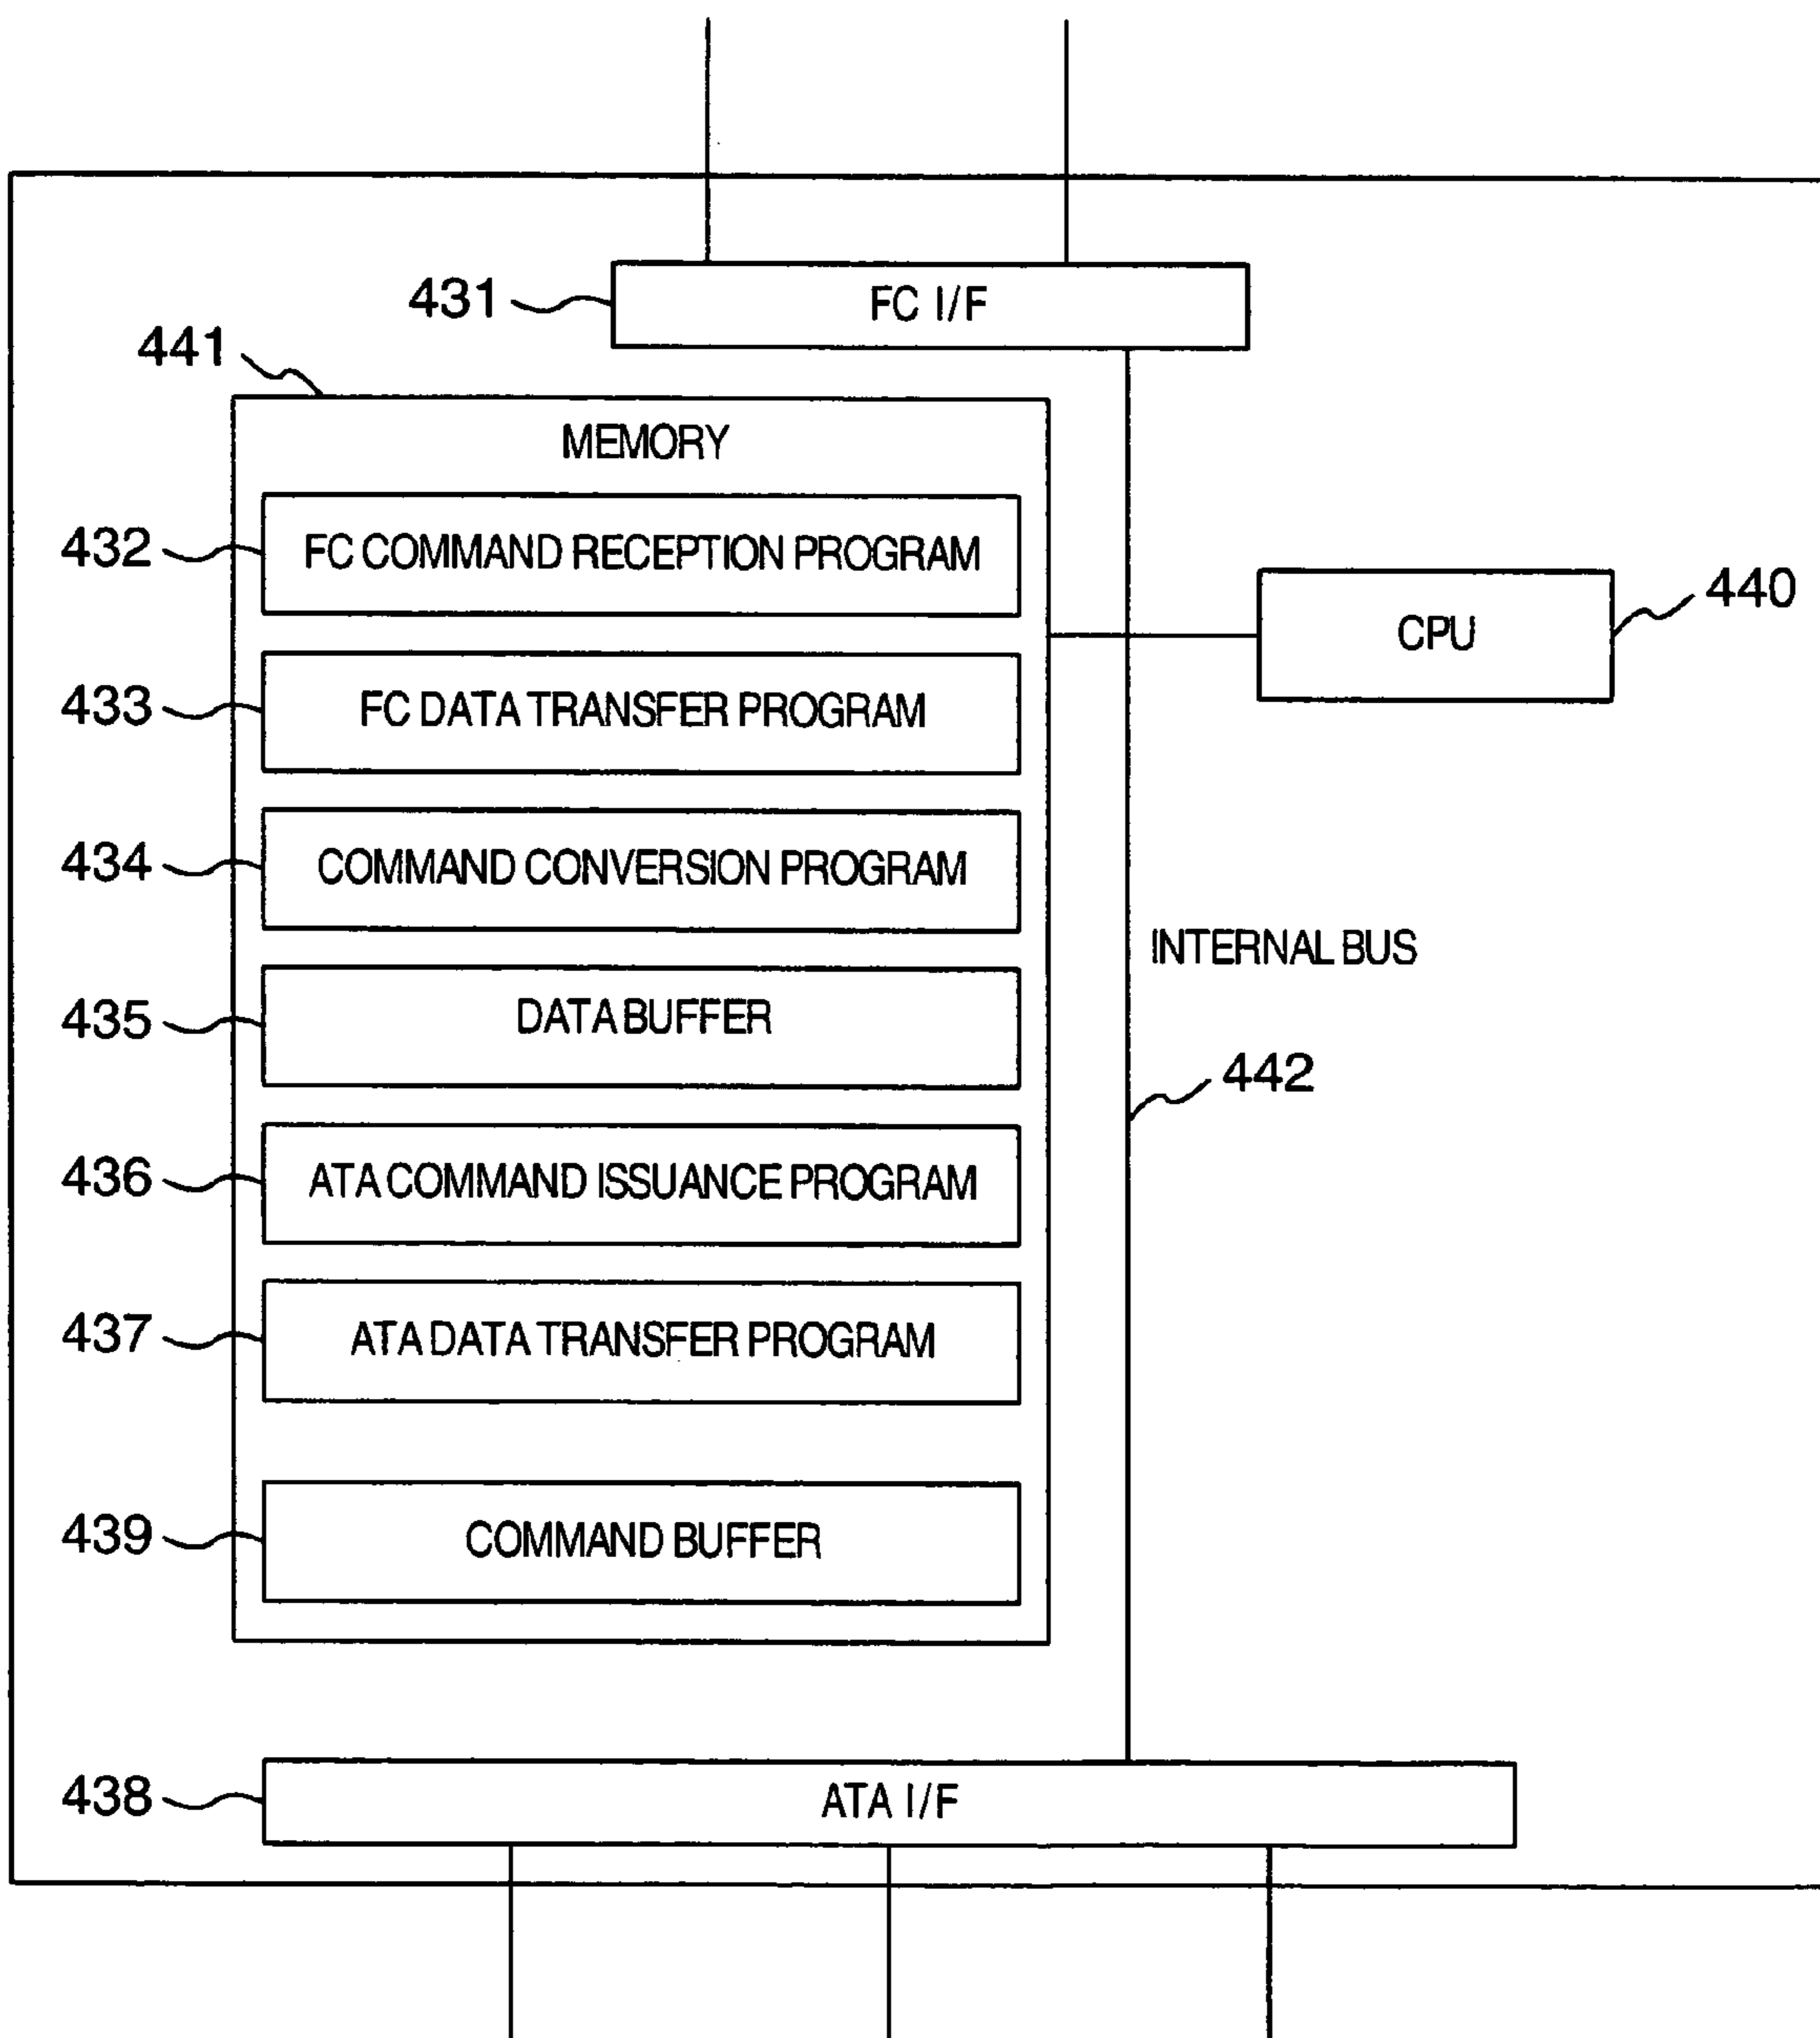 431
FC I/F
441
MEMORY
432
FC COMMAND RECEPTION PROGRAM
440
CPU
433
FC DATA TRANSFER PROGRAM
434
COMMAND CONVERSION PROGRAM
INTERNAL BUS
435
DATA BUFFER
442
436
ATA COMMAND ISSUANCE PROGRAM
437
ATA DATA TRANSFER PROGRAM
439
COMMAND BUFFER
438
ATA I/F